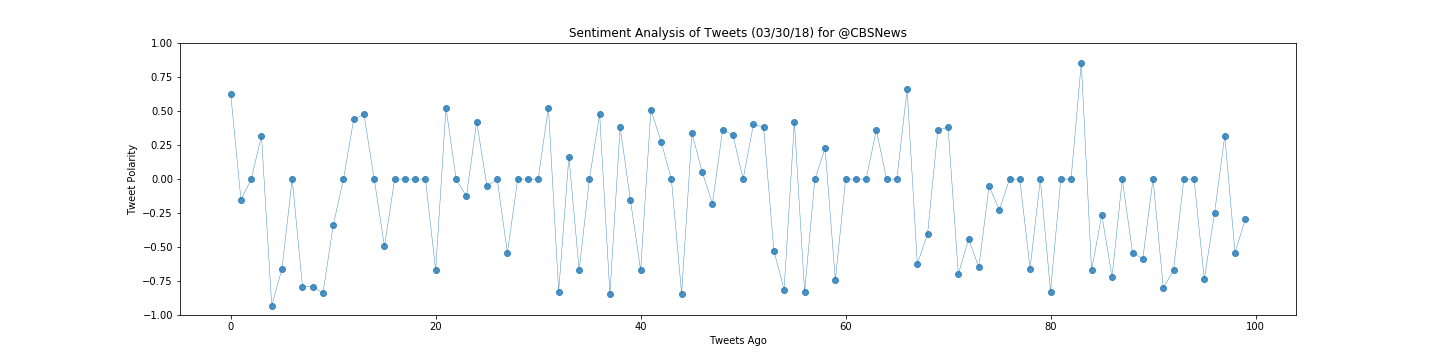 Sentiment Analysis of Tweets (03/30/18) for @CBSNews
Tweet Polarity
1.00
0.75
0.50
0.25
0.00
−0.25
−0.50
−0.75
−1.00
0 20 40 60 80 100
Tweets Ago